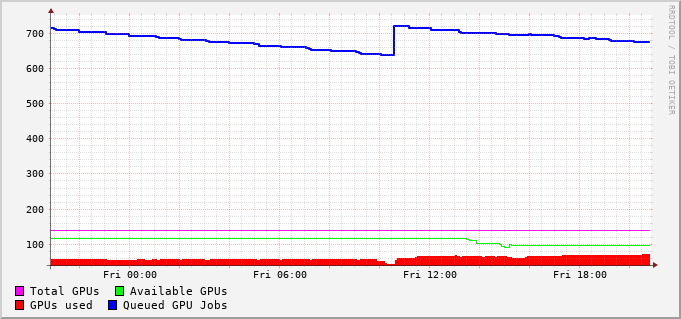 700
600
500
400
300
200
100
Fri 00:00 Fri 06:00 Fri 12:00 Fri 18:00
Total GPUs Available GPUs
GPUs used Queued GPU Jobs
RRDTOOL / TOBI OETIKER